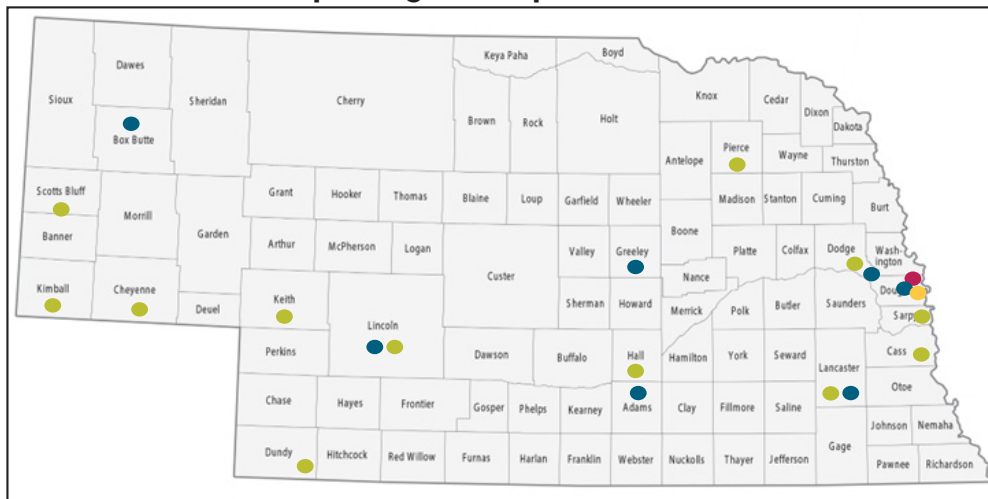 Keya Paha
Boyd
Dawes
Sioux
Sheridan
Cherry
Knox
Cedar
Dixon
Dakota
Brown
Rock
Holt
Box Butte
Antelope
Pierce
Wayne
Thurston
Scotts Bluff
Grant
Hooker
Thomas
Blaine
Loup
Garfield
Wheeler
Madison
Stanton
Cuming
Burt
Morrill
Garden
Boone
Banner
Arthur
McPherson
Logan
Valley
Greeley
Platte
Colfax
Dodge
Wash-
ington
Custer
Nance
Kimball
Cheyenne
Deuel
Keith
Sherman
Howard
Merrick
Polk
Butler
Saunders
Lincoln
Perkins
Dawson
Buffalo
Hall
Hamilton
York
Seward
Cass
Lancaster
Otoe
Chase
Hayes
Frontier
Gosper
Phelps
Kearney
Adams
Clay
Fillmore
Saline
Johnson
Nemaha
Gage
Dundy
Hitchcock
Red Willow
Furnas
Harlan
Franklin
Webster
Nuckolls
Thayer
Jefferson
Pawnee
Richardson